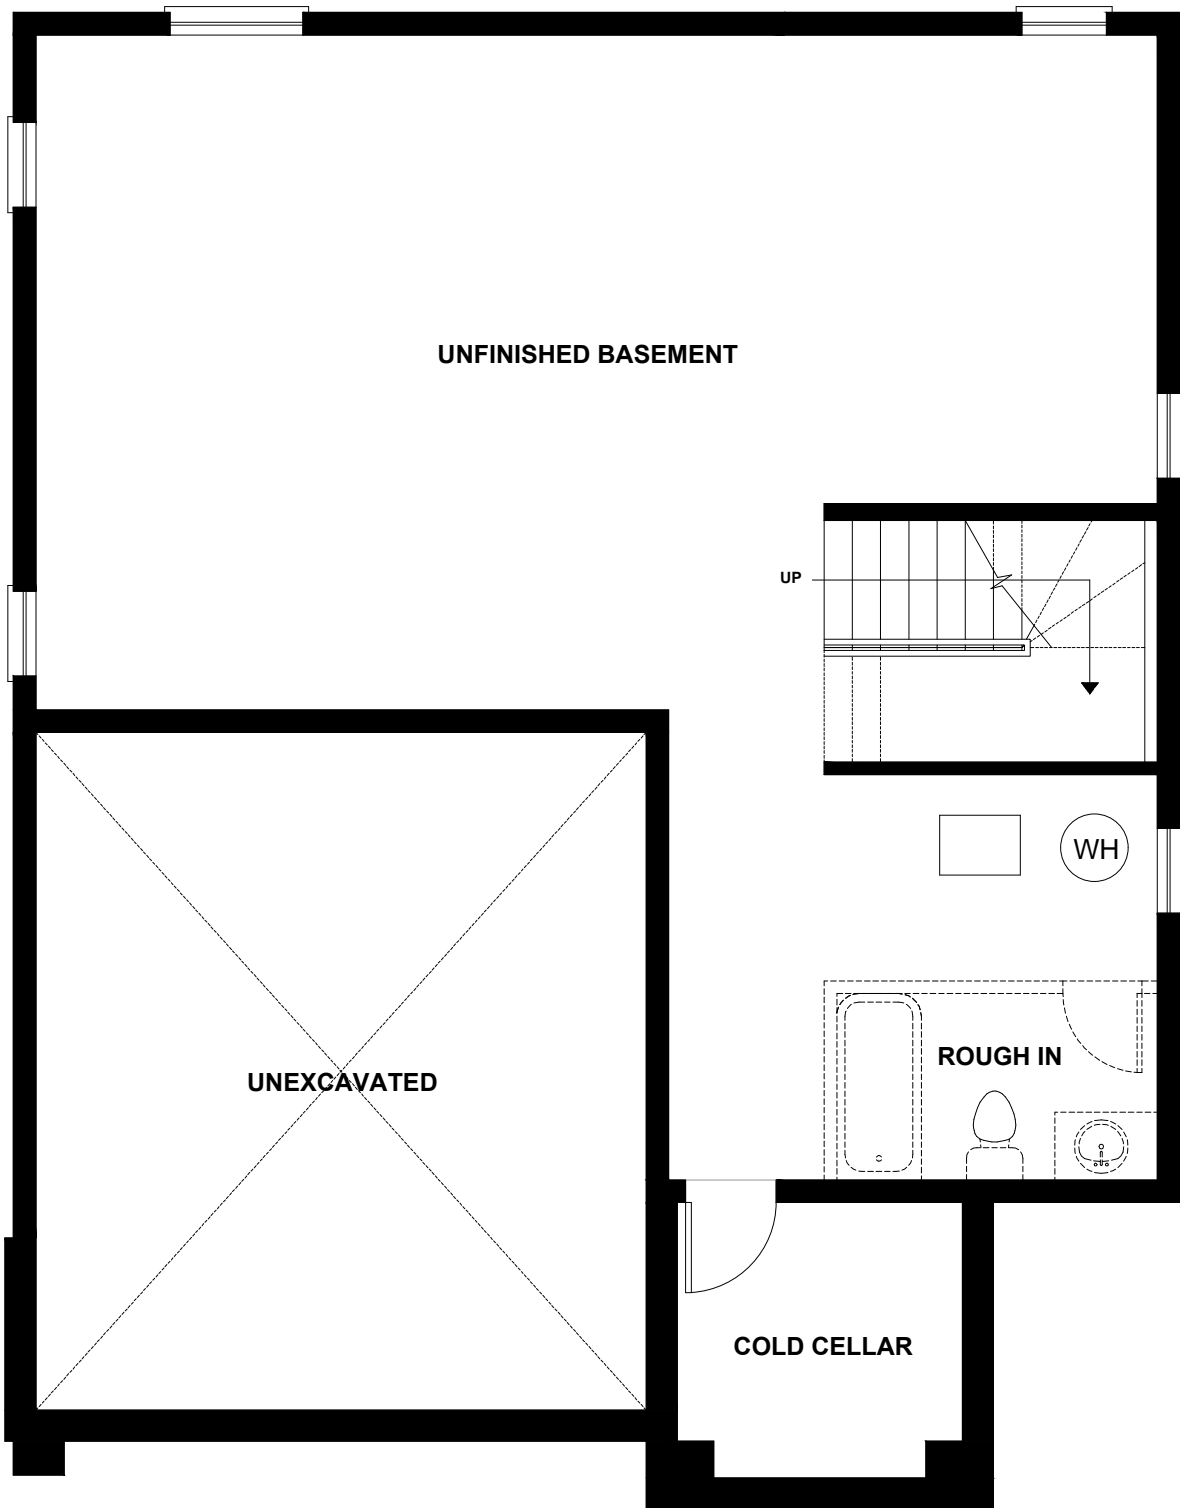 UNFINISHED BASEMENT
UP
WH
ROUGH IN
UNEXCAVATED
COLD CELLAR